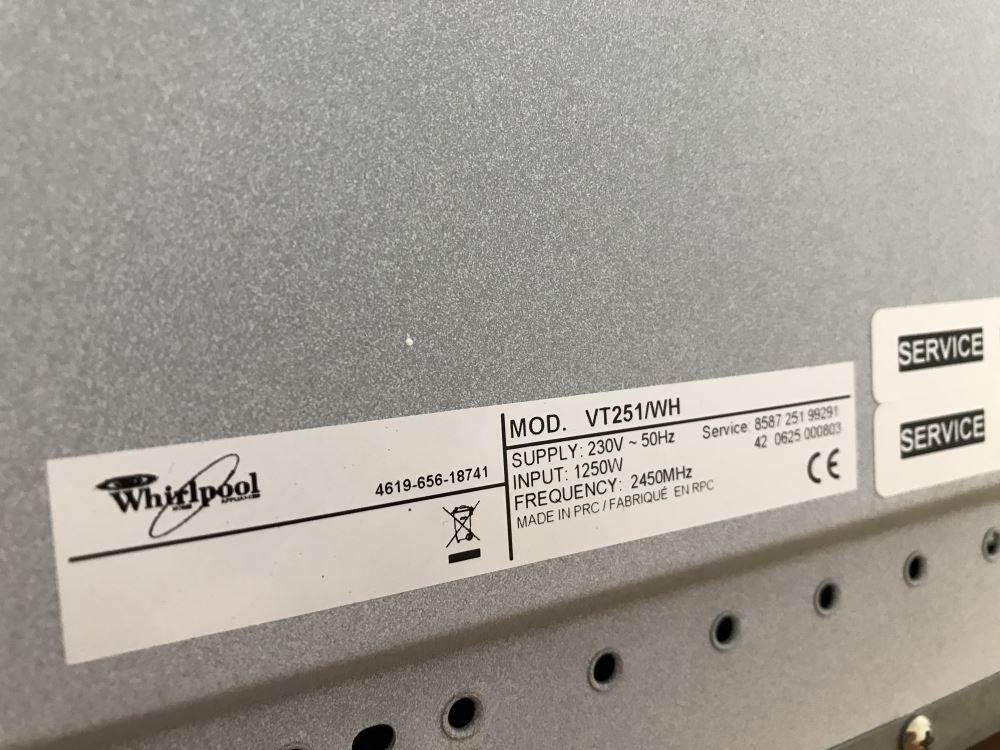 Whirlpool
4619-656-18741
MOD. VT251/WH
SUPPLY: 230V ~ 50Hz
INPUT: 1250W
FREQUENCY: 2450MHz
MADE IN PRC / FABRIQUÉ EN RPC
Service: 8587 251 99291
42 0625 000803
CE
SERVICE
SERVICE